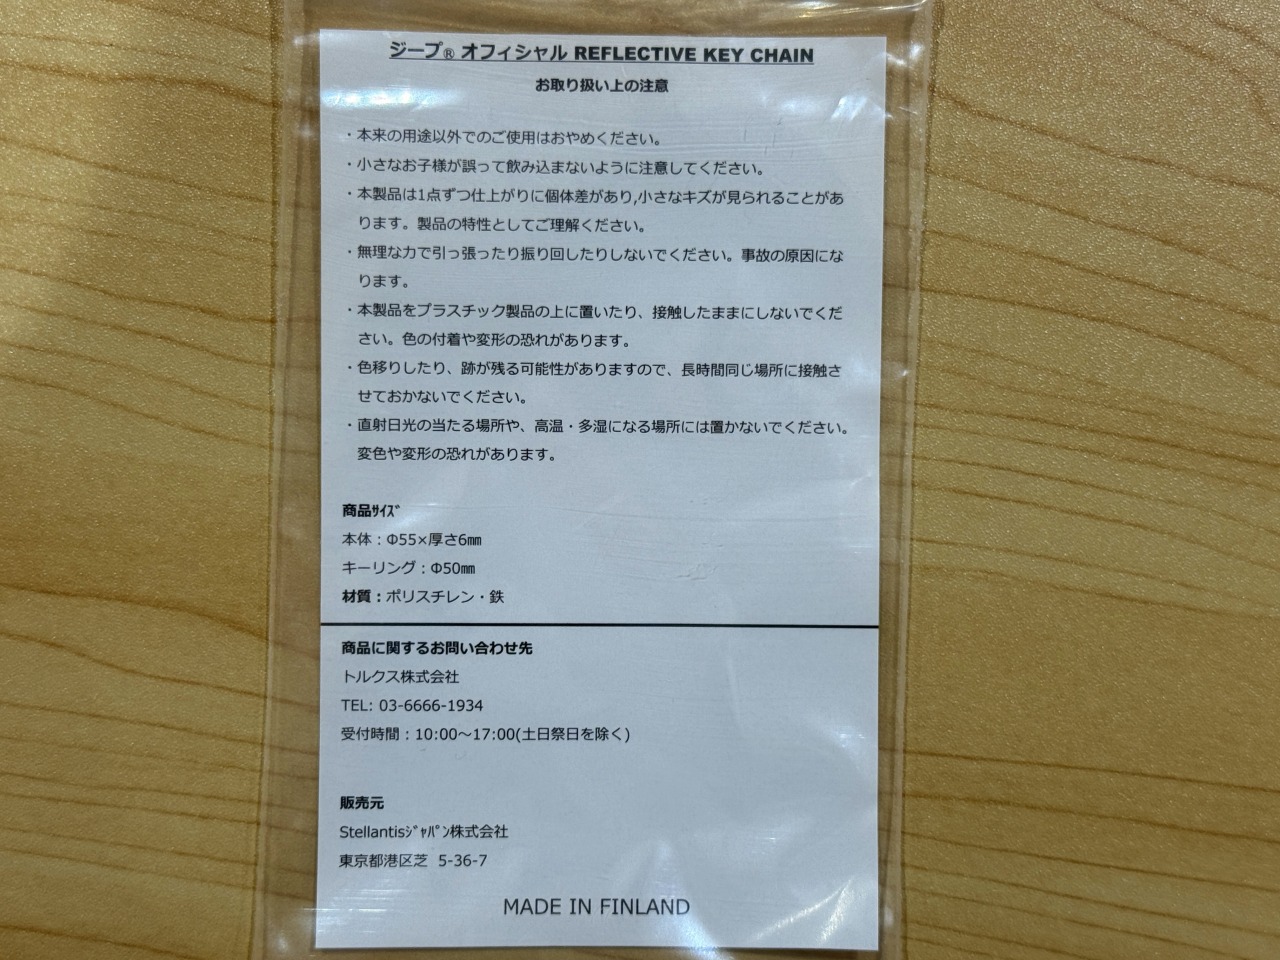 ジープ® オフィシャル REFLECTIVE KEY CHAIN
お取り扱い上の注意
・本来の用途以外でのご使用はおやめください。
・小さなお子様が誤って飲み込まないように注意してください。
・本製品は1点ずつ仕上がりに個体差があり,小さなキズが見られることがあ
ります。製品の特性としてご理解ください。
・無理な力で引っ張ったり振り回したりしないでください。事故の原因にな
ります。
・本製品をプラスチック製品の上に置いたり、接触したままにしないでくだ
さい。色の付着や変形の恐れがあります。
・色移りしたり、跡が残る可能性がありますので、長時間同じ場所に接触さ
せておかないでください。
・直射日光の当たる場所や、高温・多湿になる場所には置かないでください。
変色や変形の恐れがあります。
商品ｻｲｽﾞ
本体：Φ55×厚さ6㎜
キーリング：Φ50㎜
材質：ポリスチレン・鉄
商品に関するお問い合わせ先
トルクス株式会社
TEL: 03-6666-1934
受付時間：10:00～17:00(土日祭日を除く)
販売元
Stellantisｼﾞｬﾊﾟﾝ株式会社
東京都港区芝 5-36-7
MADE IN FINLAND